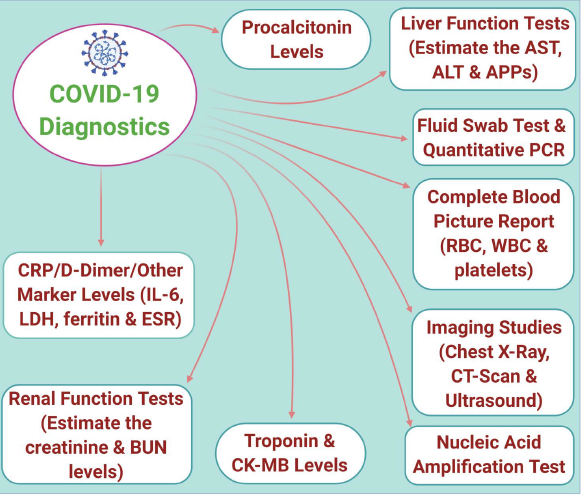 COVID-19
Diagnostics
Procalcitonin
Levels
Liver Function Tests
(Estimate the AST,
ALT & APPs)
Fluid Swab Test &
Quantitative PCR
Complete Blood
Picture Report
(RBC, WBC &
platelets)
Imaging Studies
(Chest X-Ray,
CT-Scan &
Ultrasound)
Nucleic Acid
Amplification Test
Troponin &
CK-MB Levels
Renal Function Tests
(Estimate the
creatinine & BUN
levels)
CRP/D-Dimer/Other
Marker Levels (IL-6,
LDH, ferritin & ESR)